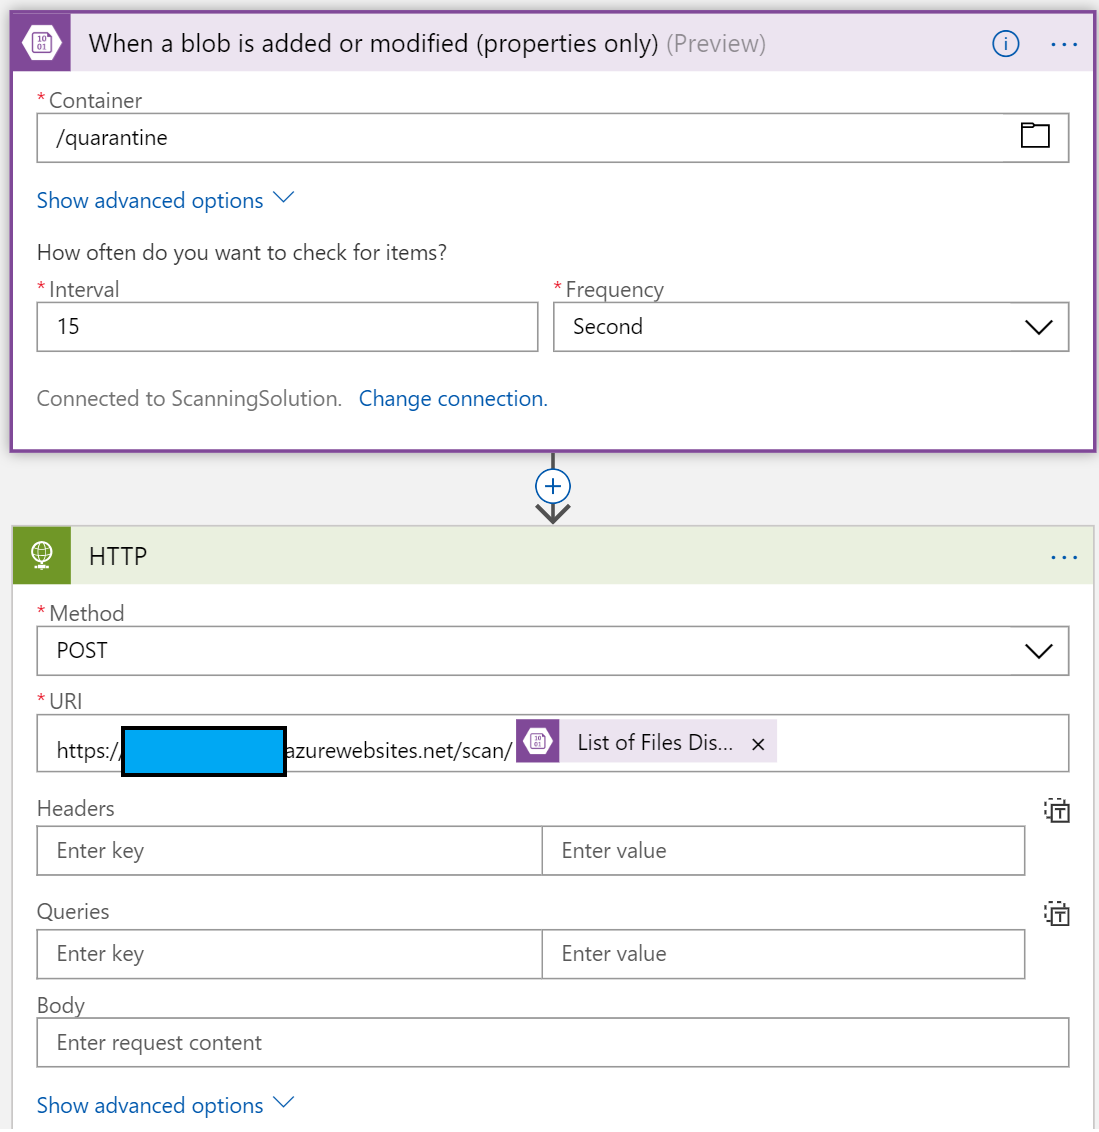 When a blob is added or modified (properties only) (Preview)
* Container
/quarantine
Show advanced options
How often do you want to check for items?
* Interval
* Frequency
15
Second
Connected to ScanningSolution. Change connection.
HTTP
* Method
POST
* URI
https:/ azurewebsites.net/scan/ List of Files Dis... ×
Headers
Enter key
Enter value
Queries
Enter key
Enter value
Body
Enter request content
Show advanced options